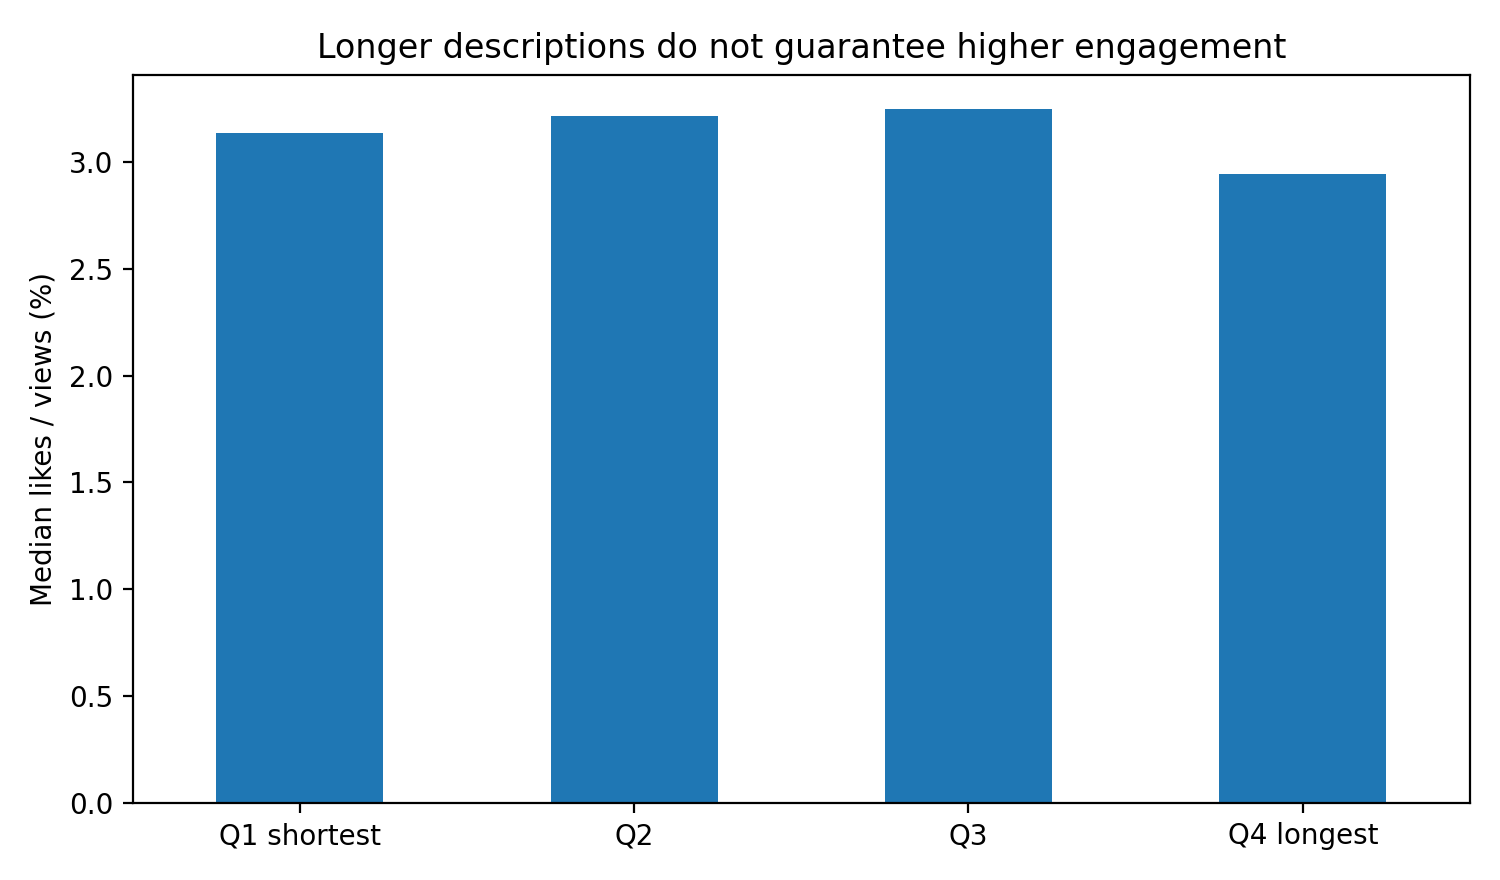 Longer descriptions do not guarantee higher engagement
Median likes / views (%)
3.0
2.5
2.0
1.5
1.0
0.5
0.0
Q1 shortest
Q2
Q3
Q4 longest